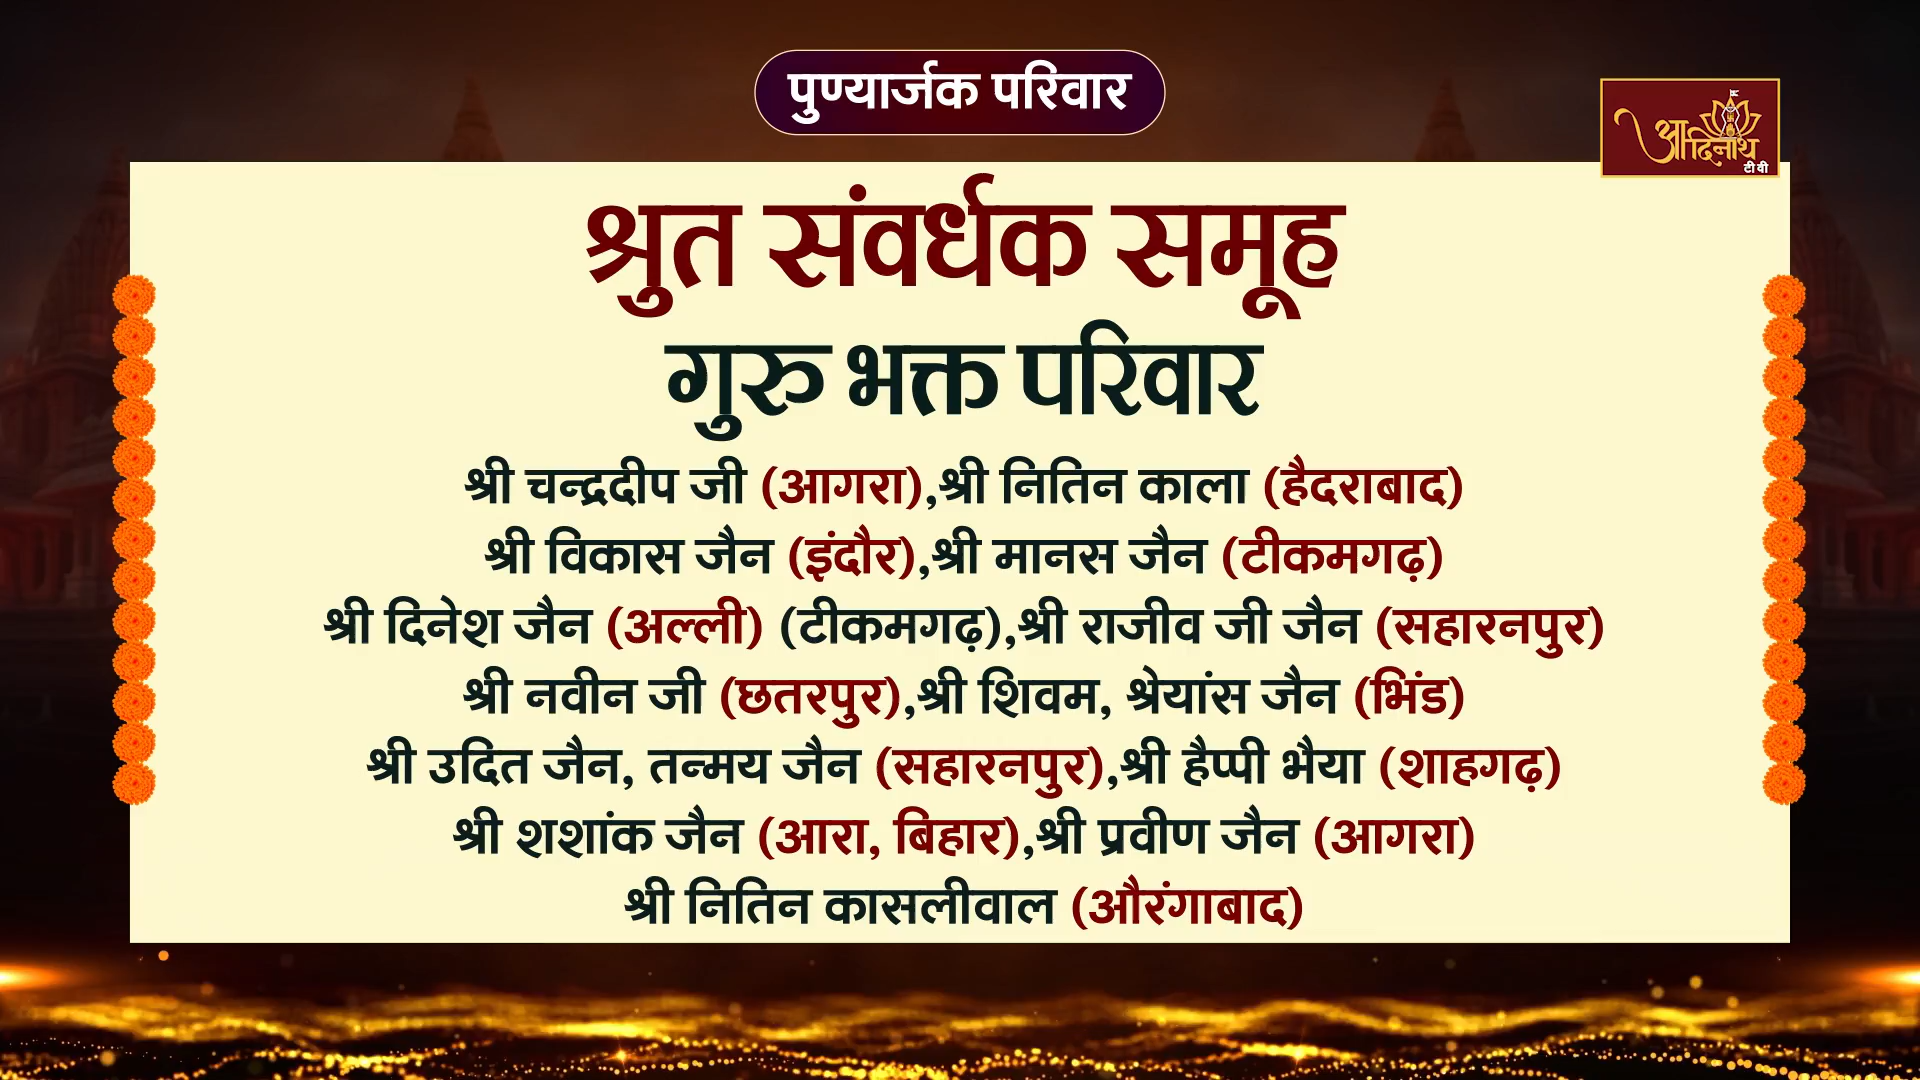 पुण्यार्जक परिवार
आदिनाथ
टी वी
श्रुत संवर्धक समूह
गुरु भक्त परिवार
श्री चन्द्रदीप जी (आगरा),श्री नितिन काला (हैदराबाद)
श्री विकास जैन (इंदौर),श्री मानस जैन (टीकमगढ़)
श्री दिनेश जैन (अल्ली) (टीकमगढ़),श्री राजीव जी जैन (सहारनपुर)
श्री नवीन जी (छतरपुर),श्री शिवम, श्रेयांस जैन (भिंड)
श्री उदित जैन, तन्मय जैन (सहारनपुर),श्री हैप्पी भैया (शाहगढ़)
श्री शशांक जैन (आरा, बिहार),श्री प्रवीण जैन (आगरा)
श्री नितिन कासलीवाल (औरंगाबाद)